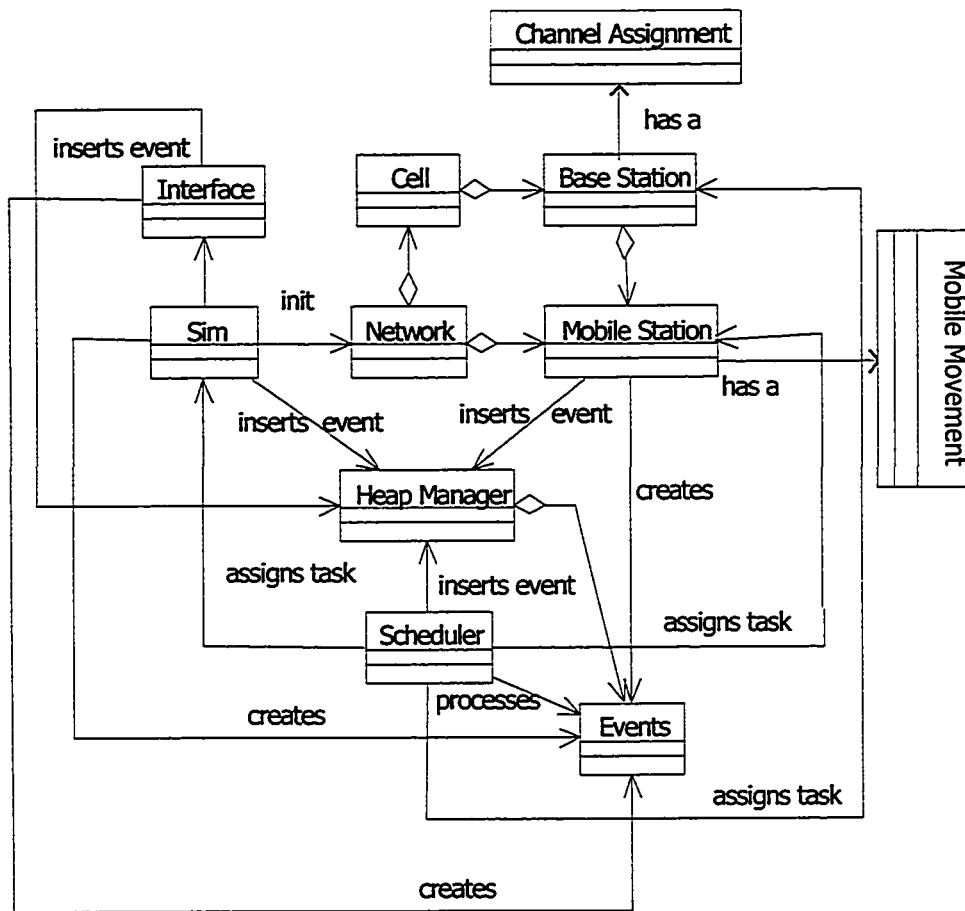 Channel Assignment
has a
inserts event
Interface
Cell
Base Station
Mobile Movement
init
Sim
Network
Mobile Station
has a
inserts event
inserts event
Heap Manager
creates
assigns task
inserts event
Scheduler
assigns task
processes
creates
Events
assigns task
creates